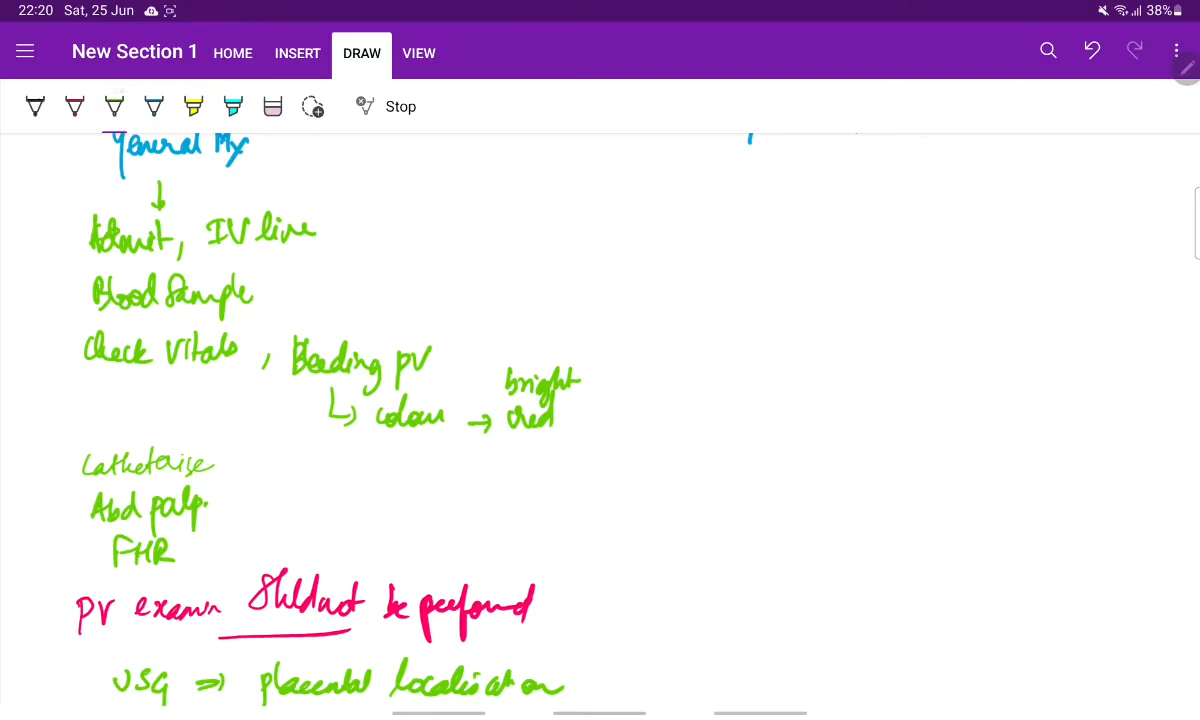 22:20 Sat, 25 Jun 38%
New Section 1 HOME INSERT DRAW VIEW
Stop
General Mx
↓
Admit, IV line
Blood Sample
Check Vitals, Bleeding PV
↳ colour → bright red
Catheterise
Abd palp.
FHR
PV examin Shldnot be perfomd
USG ⇒ placental localisation